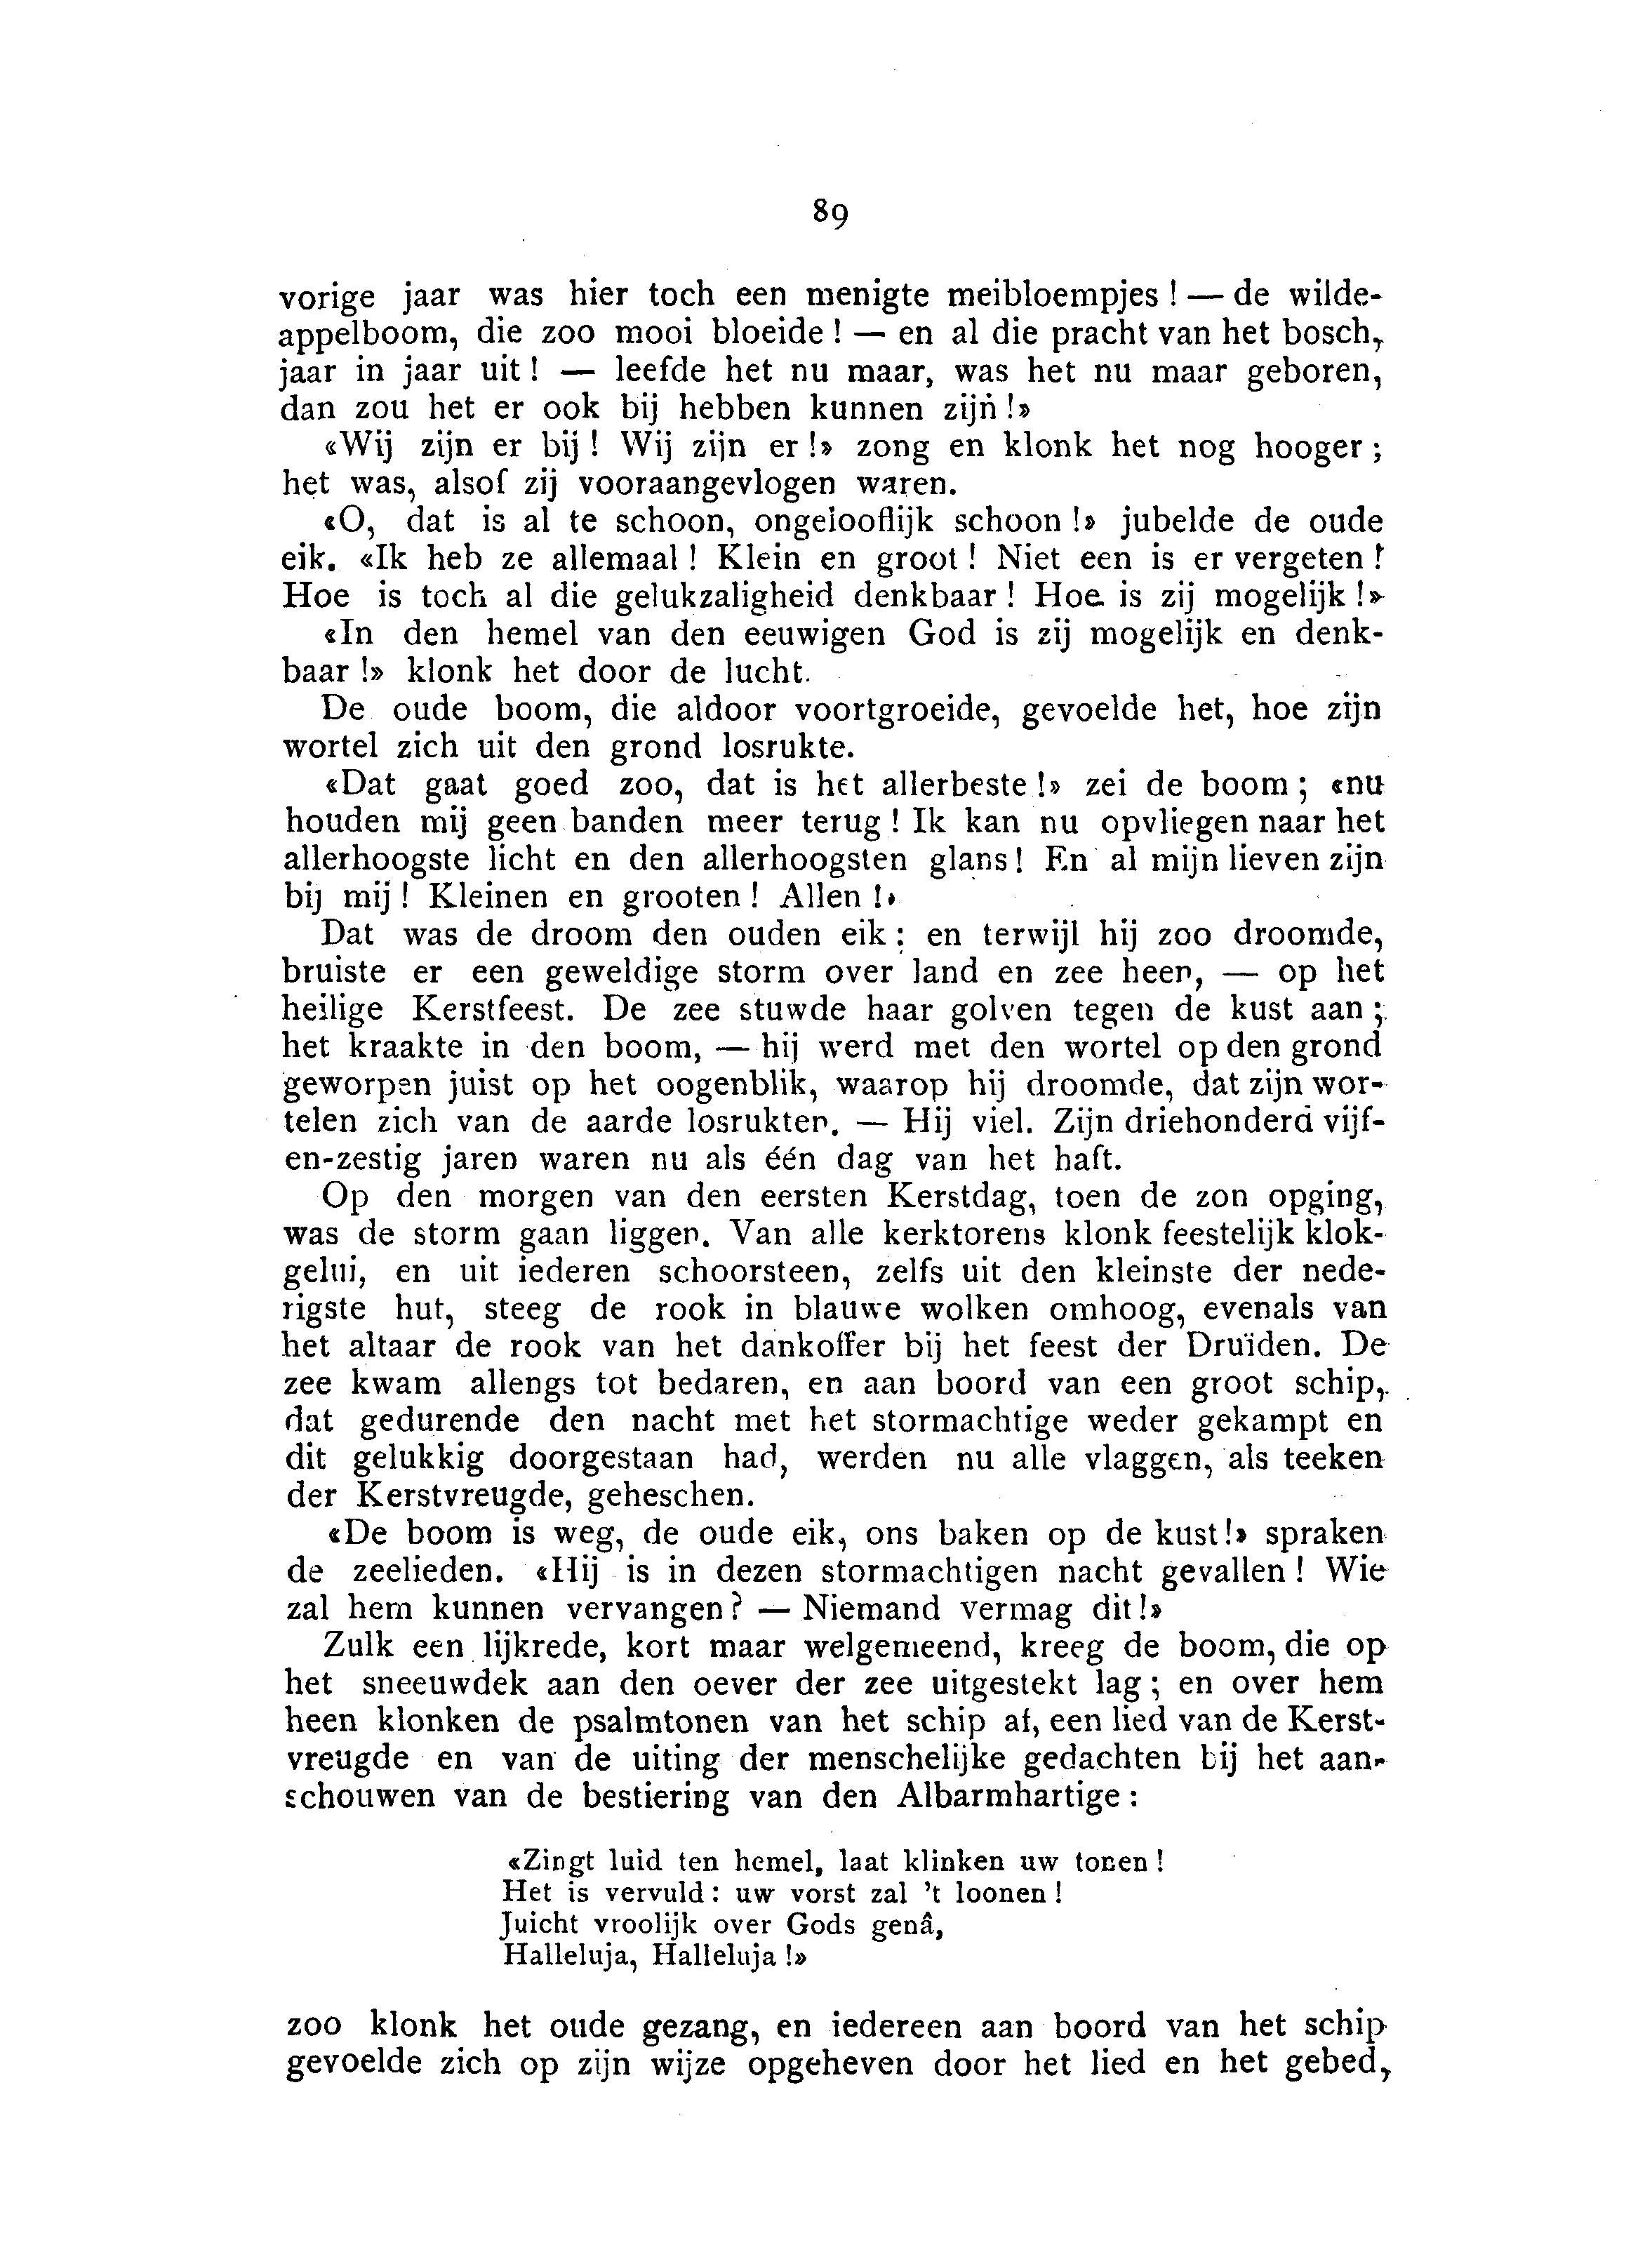 89
vorige jaar was hier toch een menigte meibloempjes ! — de wilde-
appelboom, die zoo mooi bloeide ! — en al die pracht van het bosch,
jaar in jaar uit ! — leefde het nu maar, was het nu maar geboren,
dan zou het er ook bij hebben kunnen zijn !»
«Wij zijn er bij ! Wij zijn er !» zong en klonk het nog hooger ;
het was, alsof zij vooraangevlogen waren.
«O, dat is al te schoon, ongelooflijk schoon !» jubelde de oude
eik. «Ik heb ze allemaal ! Klein en groot ! Niet een is er vergeten !
Hoe is toch al die gelukzaligheid denkbaar ! Hoe is zij mogelijk !»
«In den hemel van den eeuwigen God is zij mogelijk en denk-
baar !» klonk het door de lucht.
De oude boom, die aldoor voortgroeide, gevoelde het, hoe zijn
wortel zich uit den grond losrukte.
«Dat gaat goed zoo, dat is het allerbeste !» zei de boom ; «nu
houden mij geen banden meer terug ! Ik kan nu opvliegen naar het
allerhoogste licht en den allerhoogsten glans ! En al mijn lieven zijn
bij mij ! Kleinen en grooten ! Allen !»
Dat was de droom den ouden eik ; en terwijl hij zoo droomde,
bruiste er een geweldige storm over land en zee heen, — op het
heilige Kerstfeest. De zee stuwde haar golven tegen de kust aan ;
het kraakte in den boom, — hij werd met den wortel op den grond
geworpen juist op het oogenblik, waarop hij droomde, dat zijn wor-
telen zich van de aarde losrukten. — Hij viel. Zijn driehonderd vijf-
en-zestig jaren waren nu als één dag van het haft.
Op den morgen van den eersten Kerstdag, toen de zon opging,
was de storm gaan liggen. Van alle kerktorens klonk feestelijk klok-
gelui, en uit iederen schoorsteen, zelfs uit den kleinste der nede-
rigste hut, steeg de rook in blauwe wolken omhoog, evenals van
het altaar de rook van het dankoffer bij het feest der Druïden. De
zee kwam allengs tot bedaren, en aan boord van een groot schip,
dat gedurende den nacht met het stormachtige weder gekampt en
dit gelukkig doorgestaan had, werden nu alle vlaggen, als teeken
der Kerstvreugde, geheschen.
«De boom is weg, de oude eik, ons baken op de kust!» spraken
de zeelieden. «Hij is in dezen stormachtigen nacht gevallen ! Wie
zal hem kunnen vervangen ? — Niemand vermag dit!»
Zulk een lijkrede, kort maar welgemeend, kreeg de boom, die op
het sneeuwdek aan den oever der zee uitgestekt lag ; en over hem
heen klonken de psalmtonen van het schip af, een lied van de Kerst-
vreugde en van de uiting der menschelijke gedachten bij het aan-
schouwen van de bestiering van den Albarmhartige :
«Zingt luid ten hemel, laat klinken uw tonen !
Het is vervuld : uw vorst zal 't loonen !
Juicht vroolijk over Gods genâ,
Halleluja, Halleluja !»
zoo klonk het oude gezang, en iedereen aan boord van het schip
gevoelde zich op zijn wijze opgeheven door het lied en het gebed,